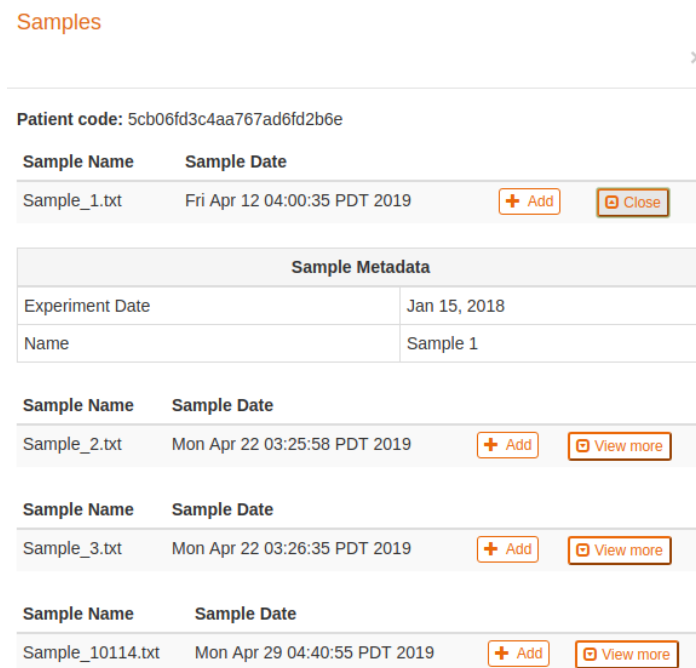 Samples
×
Patient code: 5cb06fd3c4aa767ad6fd2b6e
Sample Name Sample Date
Sample_1.txt Fri Apr 12 04:00:35 PDT 2019 Add Close
Sample Metadata
Experiment Date Jan 15, 2018
Name Sample 1
Sample Name Sample Date
Sample_2.txt Mon Apr 22 03:25:58 PDT 2019 Add View more
Sample Name Sample Date
Sample_3.txt Mon Apr 22 03:26:35 PDT 2019 Add View more
Sample Name Sample Date
Sample_10114.txt Mon Apr 29 04:40:55 PDT 2019 Add View more